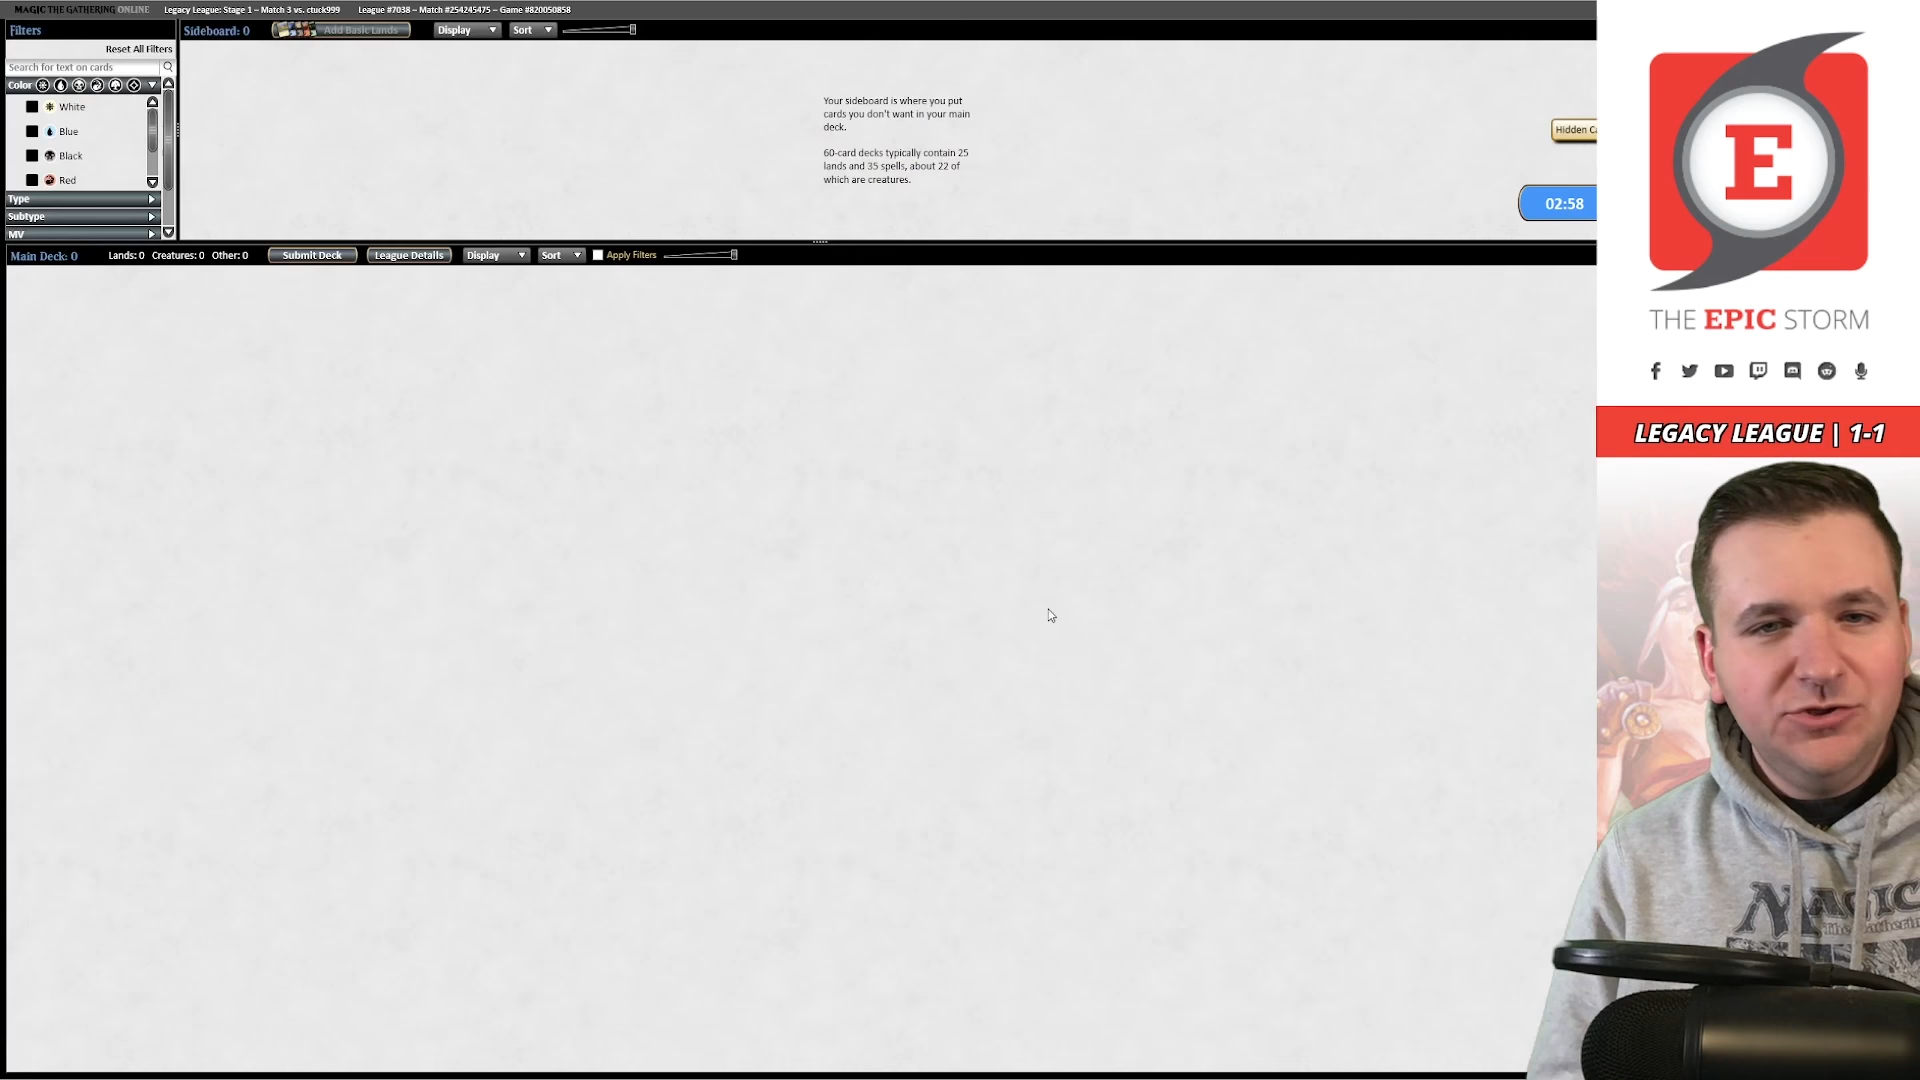 MAGIC THE GATHERING ONLINE Legacy League: Stage 1 – Match 3 vs. ctuck999 League #7038 – Match #254245475 – Game #820050858
Filters
Sideboard: 0 Add Basic Lands Display Sort
Reset All Filters
Search for text on cards
Color
White
Blue
Black
Red
Type
Subtype
MV
Your sideboard is where you put
cards you don't want in your main
deck.
60-card decks typically contain 25
lands and 35 spells, about 22 of
which are creatures.
Hidden Ca
02:58
Main Deck: 0 Lands: 0 Creatures: 0 Other: 0 Submit Deck League Details Display Sort Apply Filters
E
THE EPIC STORM
LEGACY LEAGUE | 1-1
MAGIC